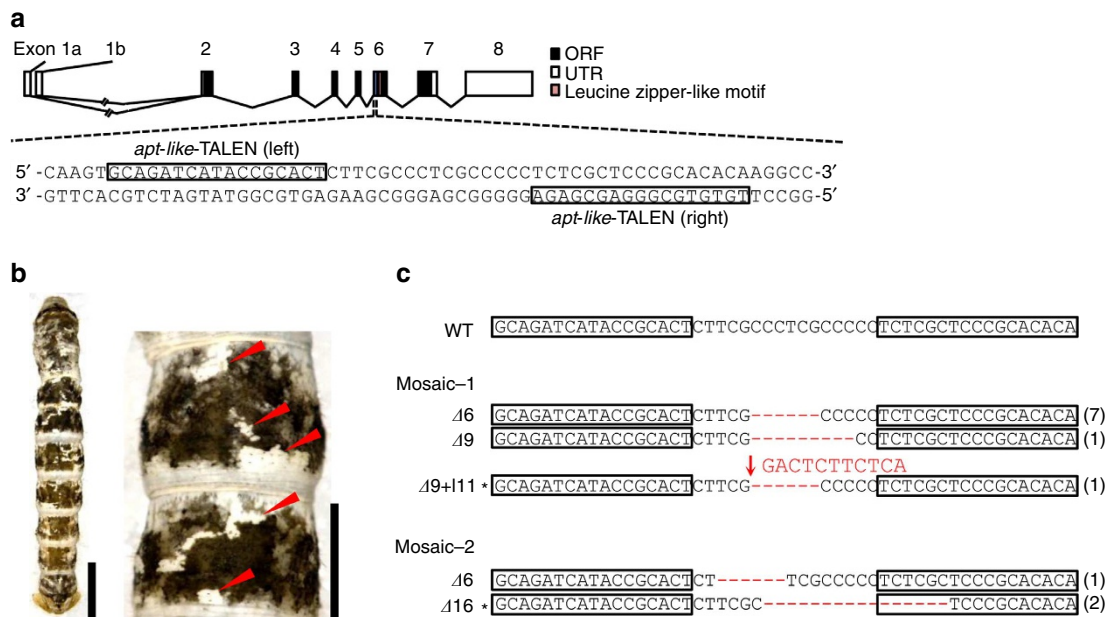 a
Exon 1a 1b 2 3 4 5 6 7 8
ORF
UTR
Leucine zipper-like motif
apt-like-TALEN (left)
5′ -CAAGTGCAGATCATACCGCACTCTTCGCCCTCGCCCCCTCTCGCTCCCGCACACAAGGCC-3′
3′ -GTTCACGTCTAGTATGGCGTGAGAAGCGGGAGCGGGGGAGAGCGAGGGCGTGTGTTCCGG-5′
apt-like-TALEN (right)
b
c
WT GCAGATCATACCGCACTCTTCGCCCTCGCCCCCTCTCGCTCCCGCACACA
Mosaic–1
Δ6 GCAGATCATACCGCACTCTTCG------CCCCCTCTCGCTCCCGCACACA (7)
Δ9 GCAGATCATACCGCACTCTTCG---------CCTCTCGCTCCCGCACACA (1)
GACTCTTCTCA
Δ9+I11 * GCAGATCATACCGCACTCTTCG------CCCCCTCTCGCTCCCGCACACA (1)
Mosaic–2
Δ6 GCAGATCATACCGCACTCT------TCGCCCCCTCTCGCTCCCGCACACA (1)
Δ16 * GCAGATCATACCGCACTCTTCGC----------------TCCCGCACACA (2)